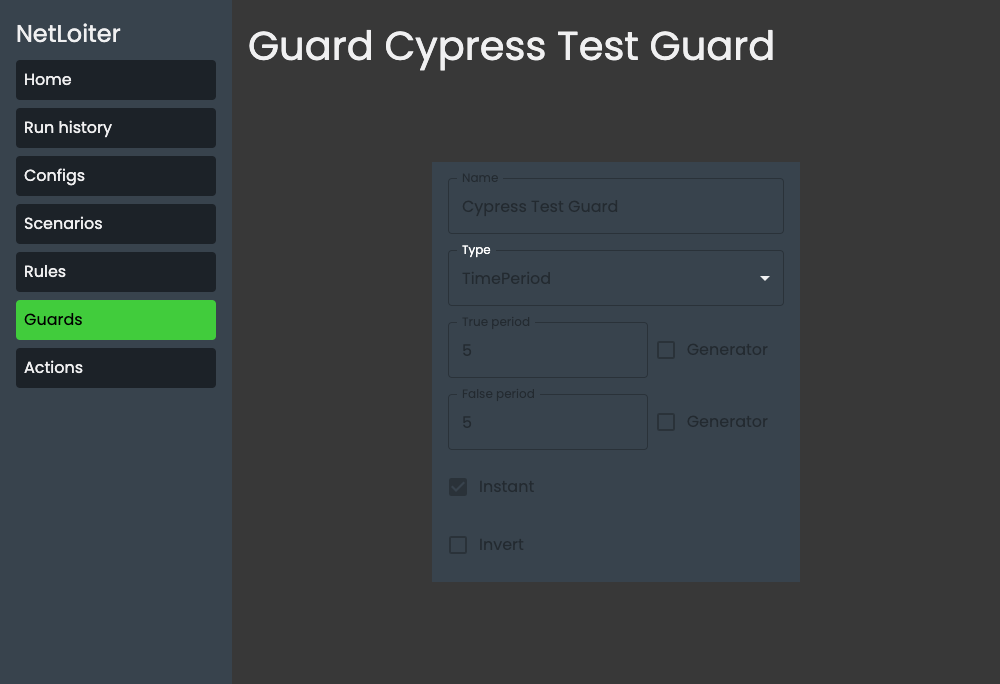 NetLoiter
Home
Run history
Configs
Scenarios
Rules
Guards
Actions
Guard Cypress Test Guard
Name
Cypress Test Guard
Type
TimePeriod
True period
5
Generator
False period
5
Generator
Instant
Invert